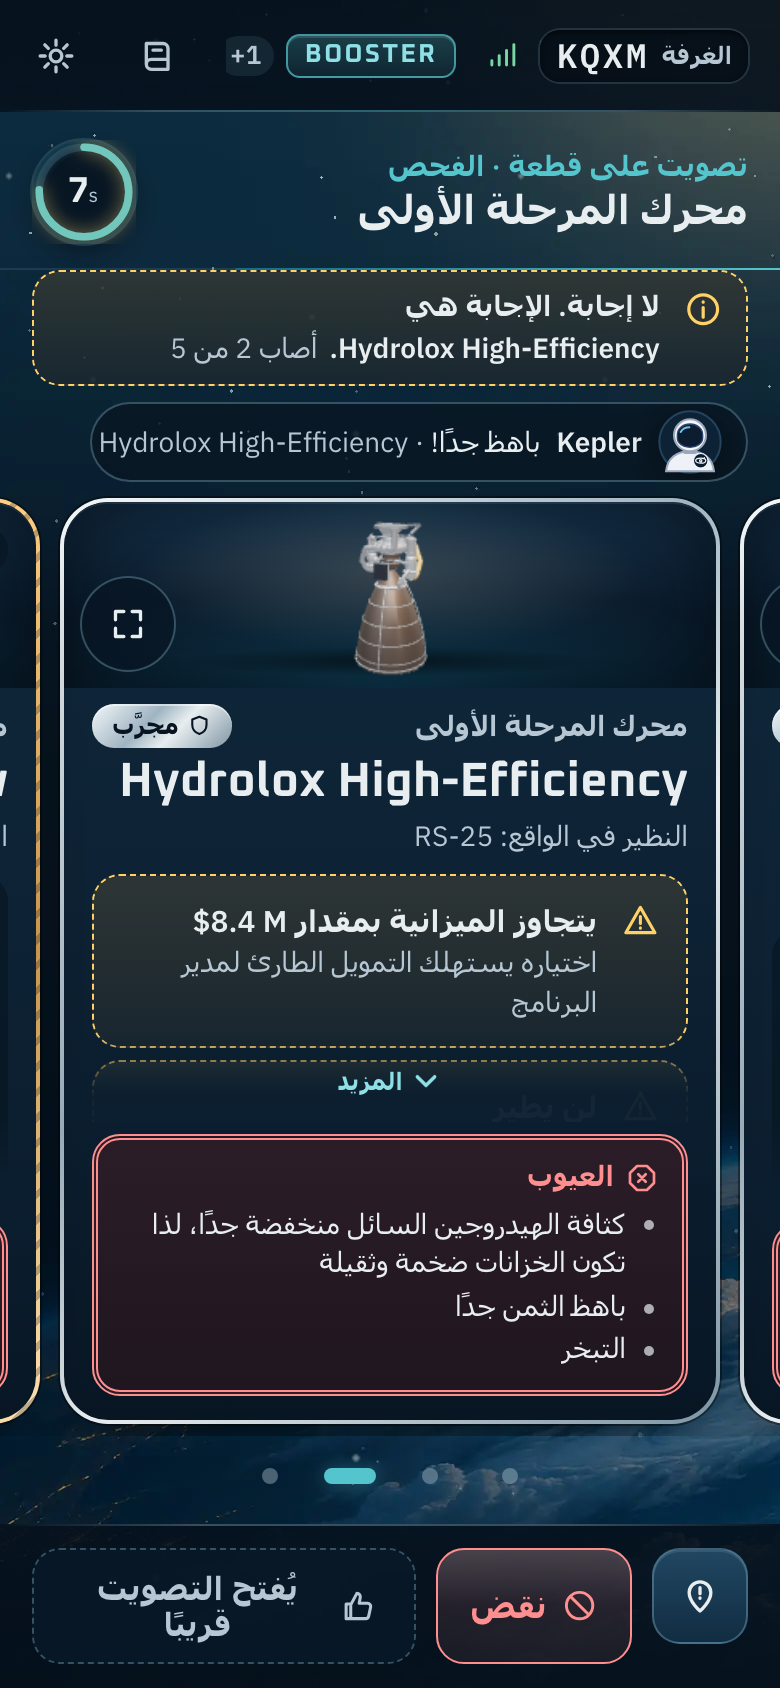 الغرفة KQXM
BOOSTER
+1
تصويت على قطعة · الفحص
محرك المرحلة الأولى
7s
لا إجابة. الإجابة هي
Hydrolox High-Efficiency. أصاب 2 من 5
Kepler باهظ جدًا! · Hydrolox High-Efficiency
محرك المرحلة الأولى
مجرَّب
Hydrolox High-Efficiency
النظير في الواقع: RS-25
يتجاوز الميزانية بمقدار $8.4 M
اختياره يستهلك التمويل الطارئ لمدير
البرنامج
المزيد
لن يطير
العيوب
كثافة الهيدروجين السائل منخفضة جدًا، لذا
تكون الخزانات ضخمة وثقيلة
باهظ الثمن جدًا
التبخر
نقض
يُفتح التصويت
قريبًا